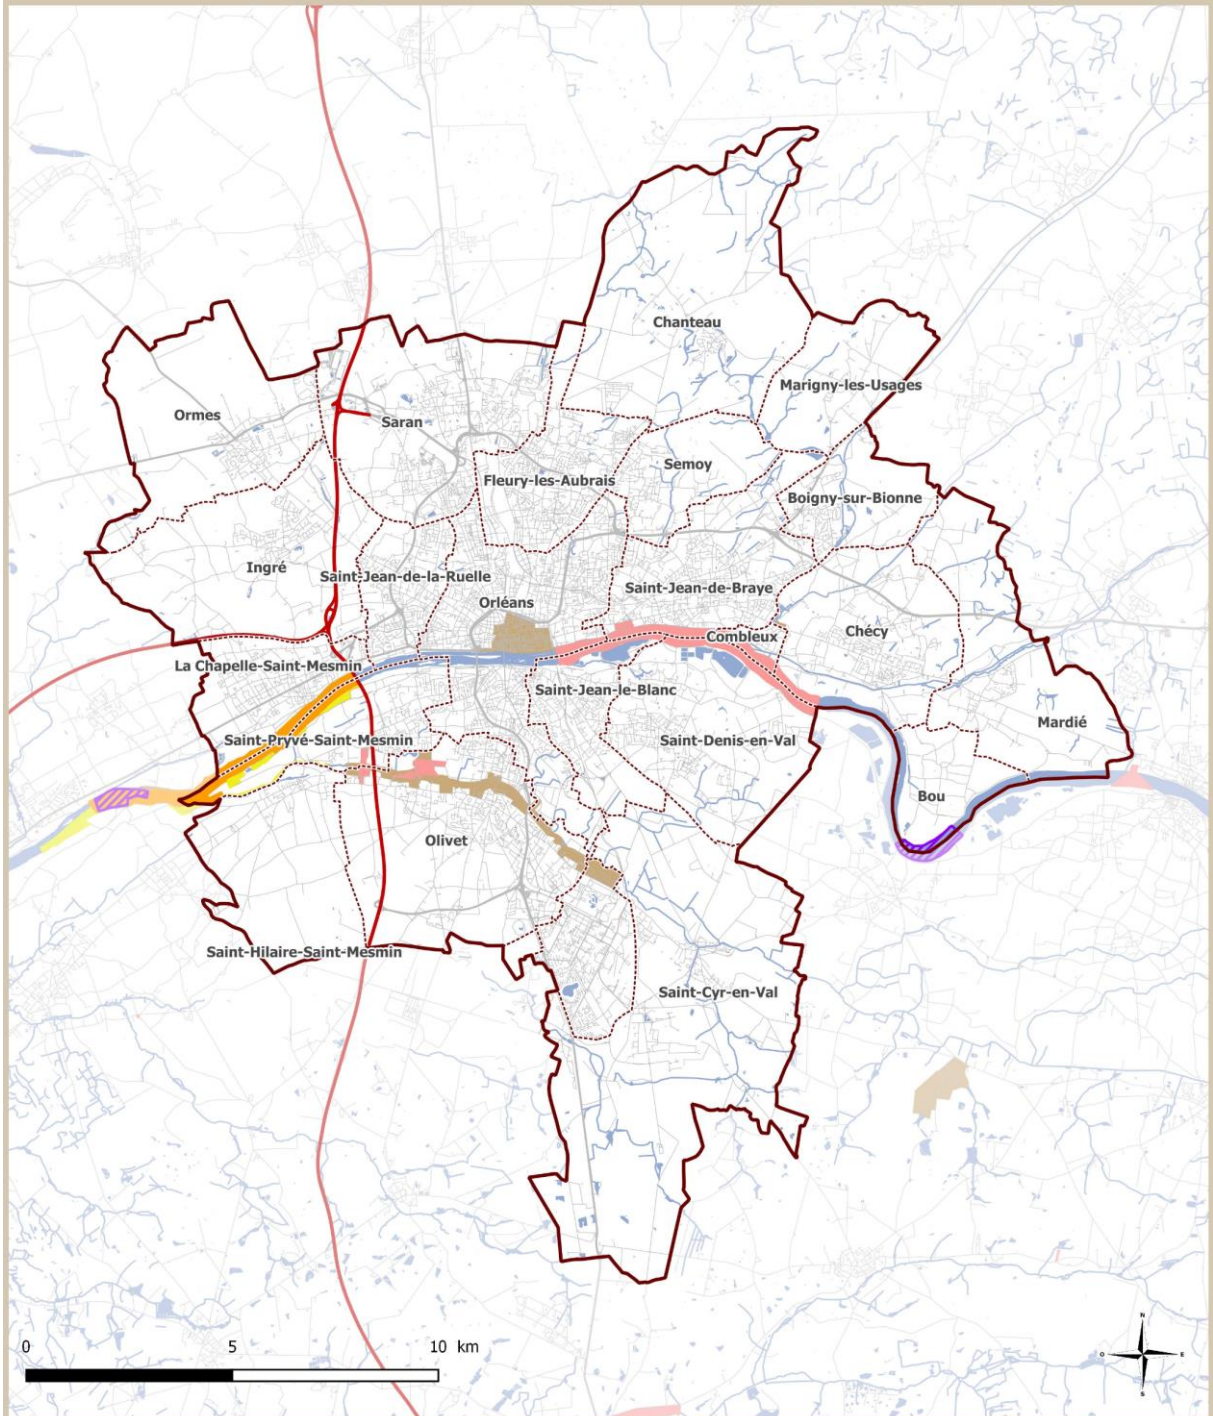 Chanteau
Marigny-les-Usages
Ormes
Saran
Semoy
Fleury-les-Aubrais
Boigny-sur-Bionne
Ingré
Saint-Jean-de-la-Ruelle
Saint-Jean-de-Braye
Orléans
Chécy
Combleux
La Chapelle-Saint-Mesmin
Saint-Jean-le-Blanc
Mardié
Saint-Pryvé-Saint-Mesmin
Saint-Denis-en-Val
Bou
Olivet
Saint-Hilaire-Saint-Mesmin
Saint-Cyr-en-Val
0 5 10 km
N
O E
S